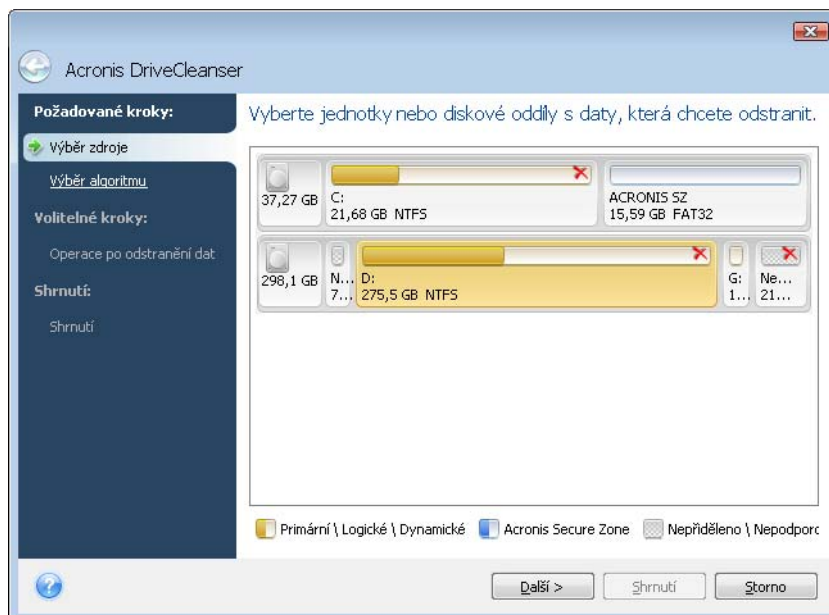 Acronis DriveCleanser
Požadované kroky:
Výběr zdroje
Výběr algoritmu
Volitelné kroky:
Operace po odstranění dat
Shrnutí:
Shrnutí
Vyberte jednotky nebo diskové oddíly s daty, která chcete odstranit.
37,27 GB
C:
21,68 GB NTFS
ACRONIS SZ
15,59 GB FAT32
298,1 GB
N...
7...
D:
275,5 GB NTFS
G:
1...
Ne...
21...
Primární \ Logické \ Dynamické
Acronis Secure Zone
Nepřiděleno \ Nepodporc
Další >
Shrnutí
Storno